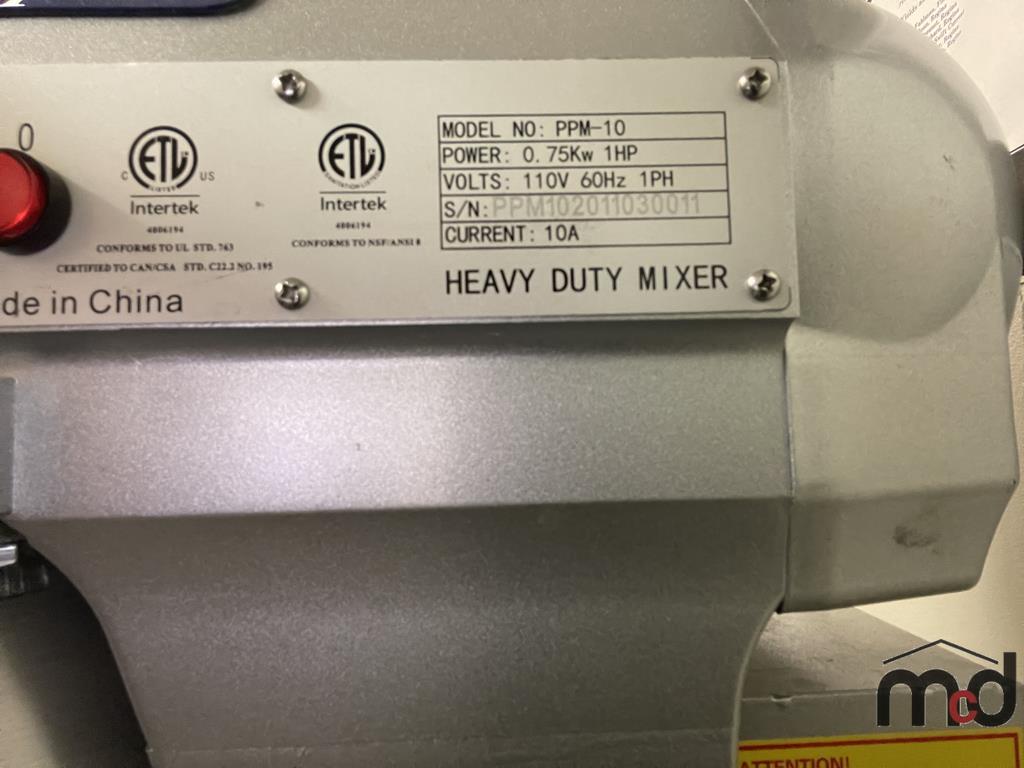 0
MODEL NO: PPM-10
POWER: 0.75Kw 1HP
VOLTS: 110V 60Hz 1PH
S/N: PPM102011030011
CURRENT: 10A
HEAVY DUTY MIXER
ETL
C US
LISTED
Intertek
4006194
CONFORMS TO UL STD. 763
CERTIFIED TO CAN/CSA STD. C22.2 NO. 195
ETL
SANITATION LISTED
Intertek
4006194
CONFORMS TO NSF/ANSI 8
de in China
mcd
ATTENTION!